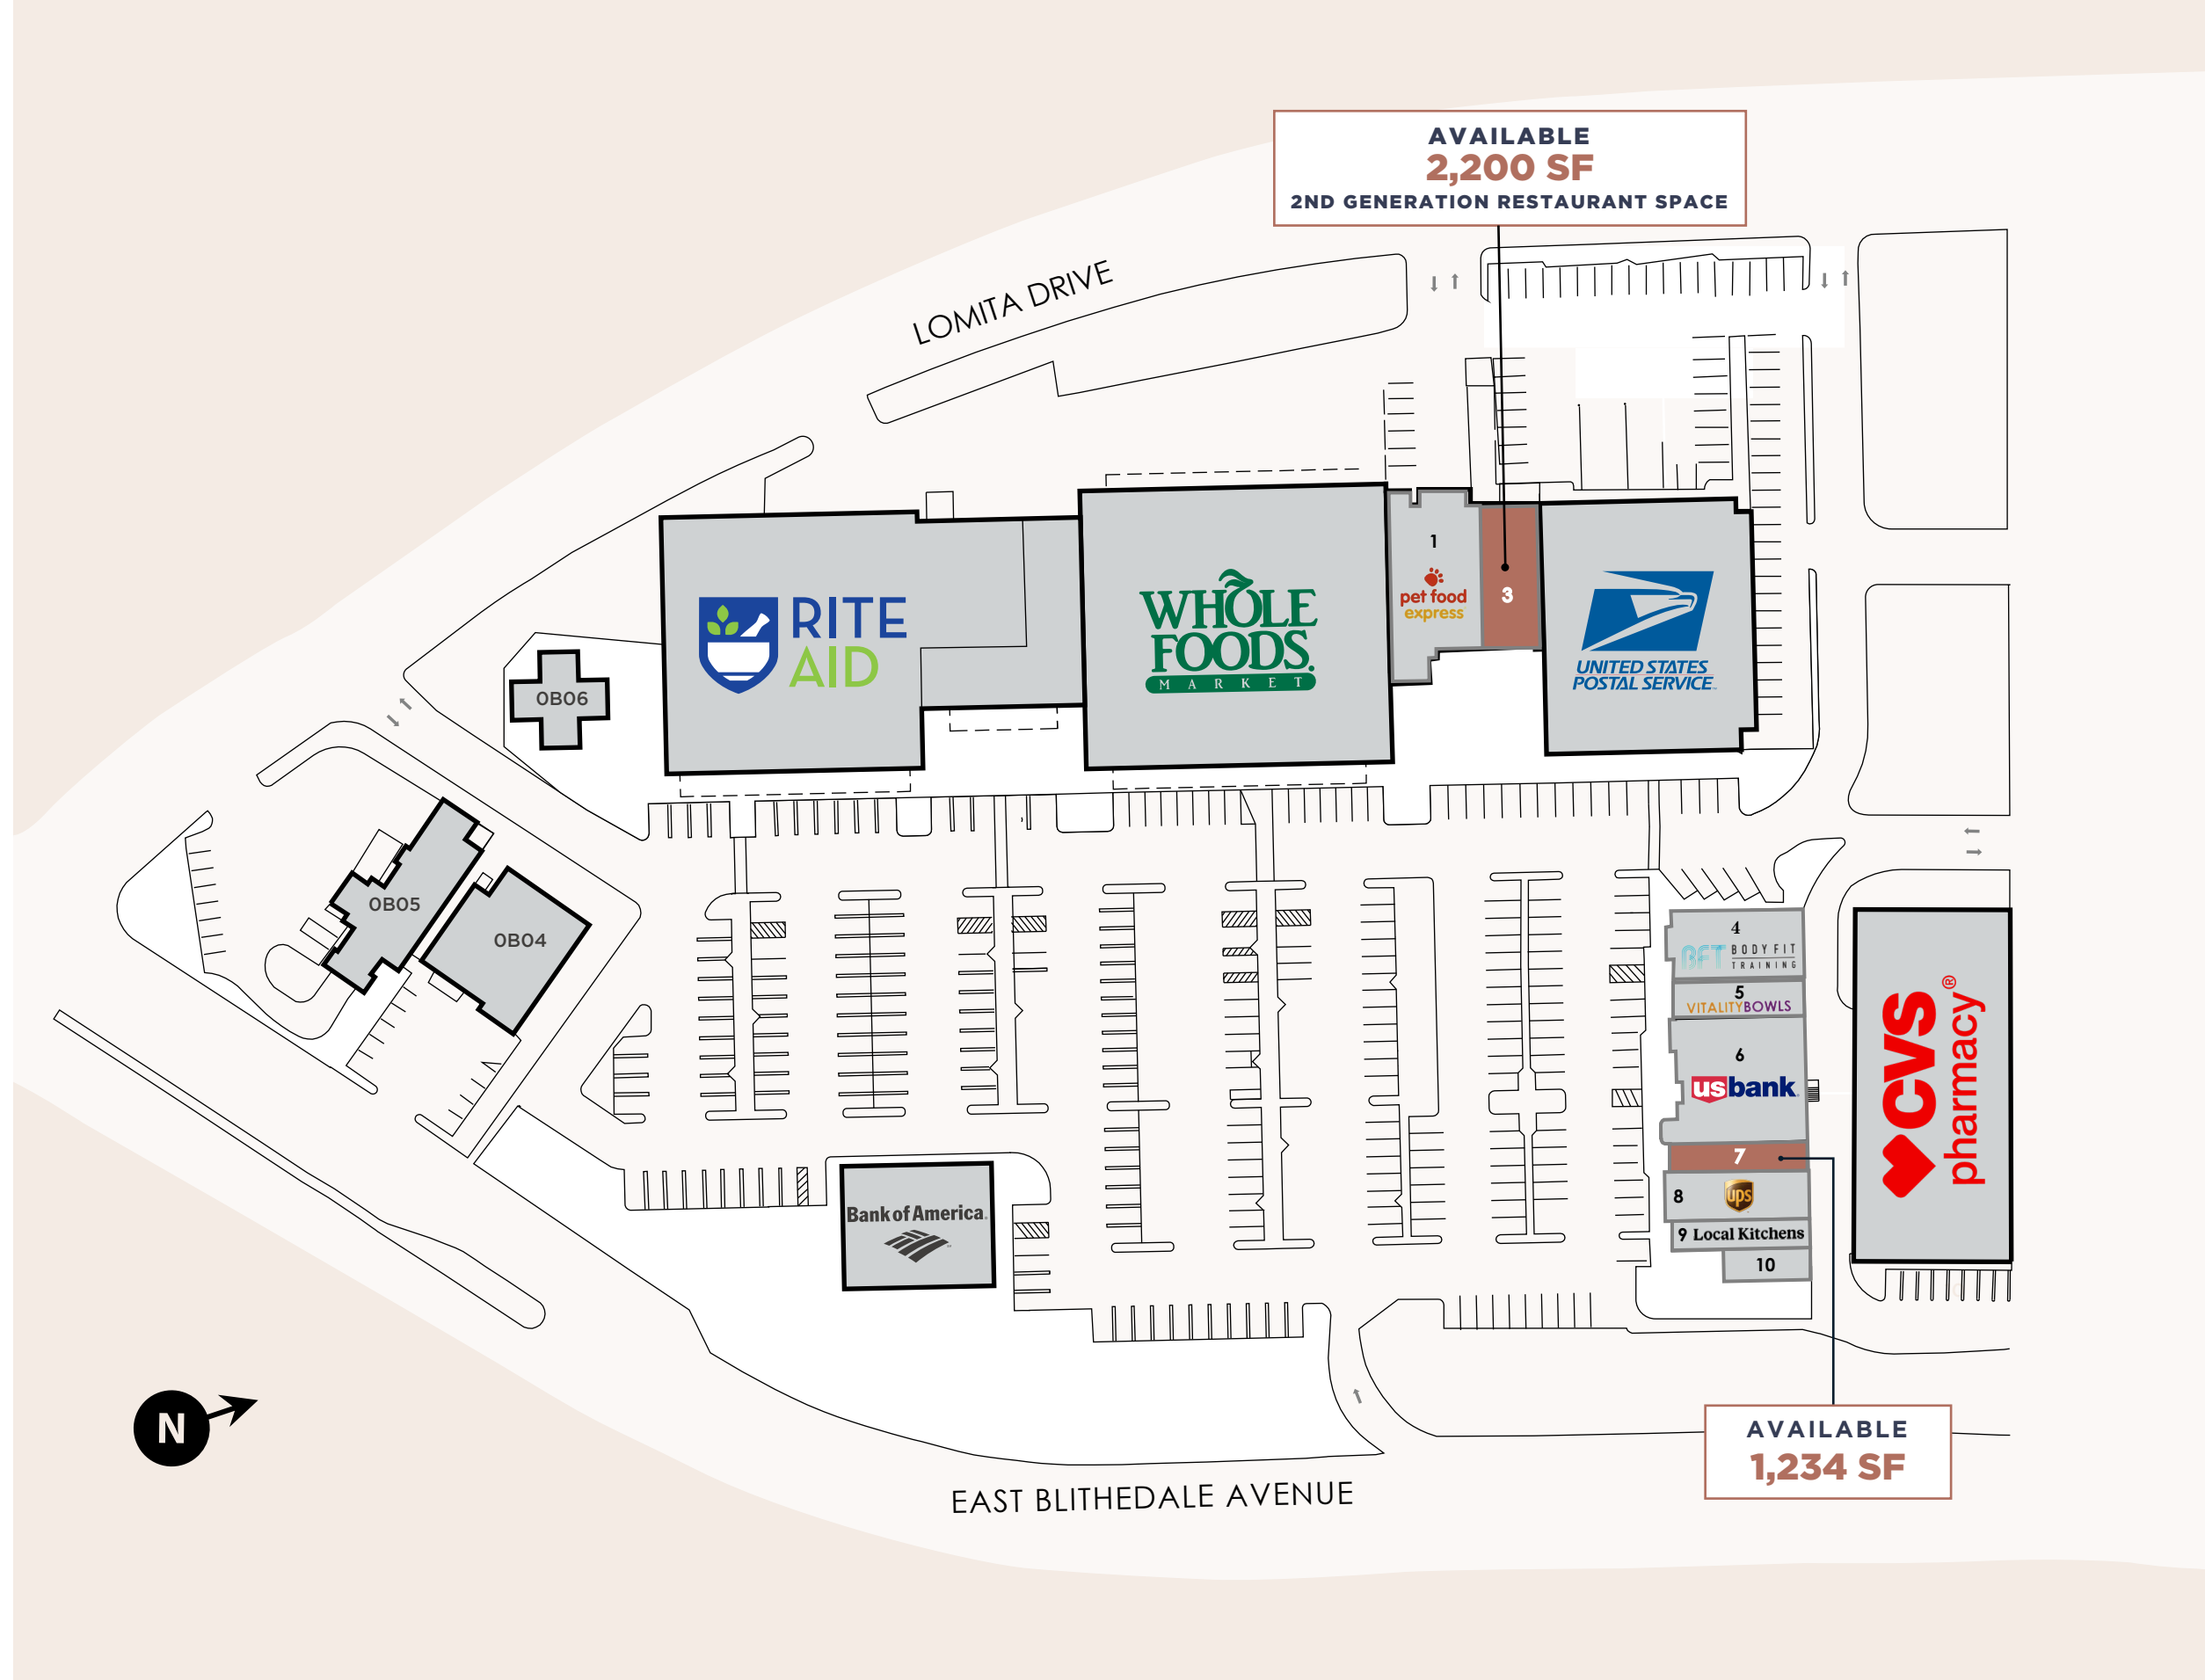 AVAILABLE
2,200 SF
2ND GENERATION RESTAURANT SPACE
LOMITA DRIVE
RITE
AID
WHOLE
FOODS
MARKET
1
pet food
express
3
UNITED STATES
POSTAL SERVICE
0B06
0B05
0B04
4
BFT BODY FIT
TRAINING
5
VITALITY BOWLS
6
usbank
7
8 ups
9 Local Kitchens
10
CVS
pharmacy®
Bank of America
N
AVAILABLE
1,234 SF
EAST BLITHEDALE AVENUE